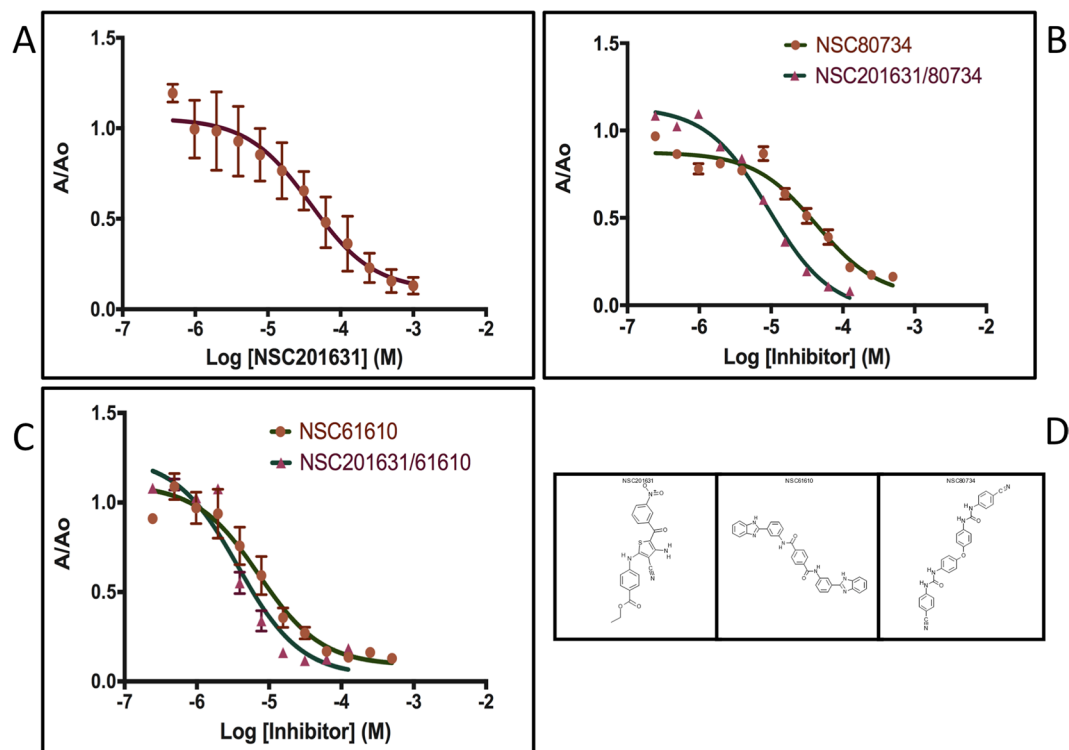 A
1.5
1.0
0.5
0.0
A/Ao
-7 -6 -5 -4 -3 -2
Log [NSC201631] (M)
B
NSC80734
NSC201631/80734
1.5
1.0
0.5
0.0
A/Ao
-7 -6 -5 -4 -3 -2
Log [Inhibitor] (M)
C
NSC61610
NSC201631/61610
1.5
1.0
0.5
0.0
A/Ao
-7 -6 -5 -4 -3 -2
Log [Inhibitor] (M)
D
NSC201631
NSC61610
NSC80734